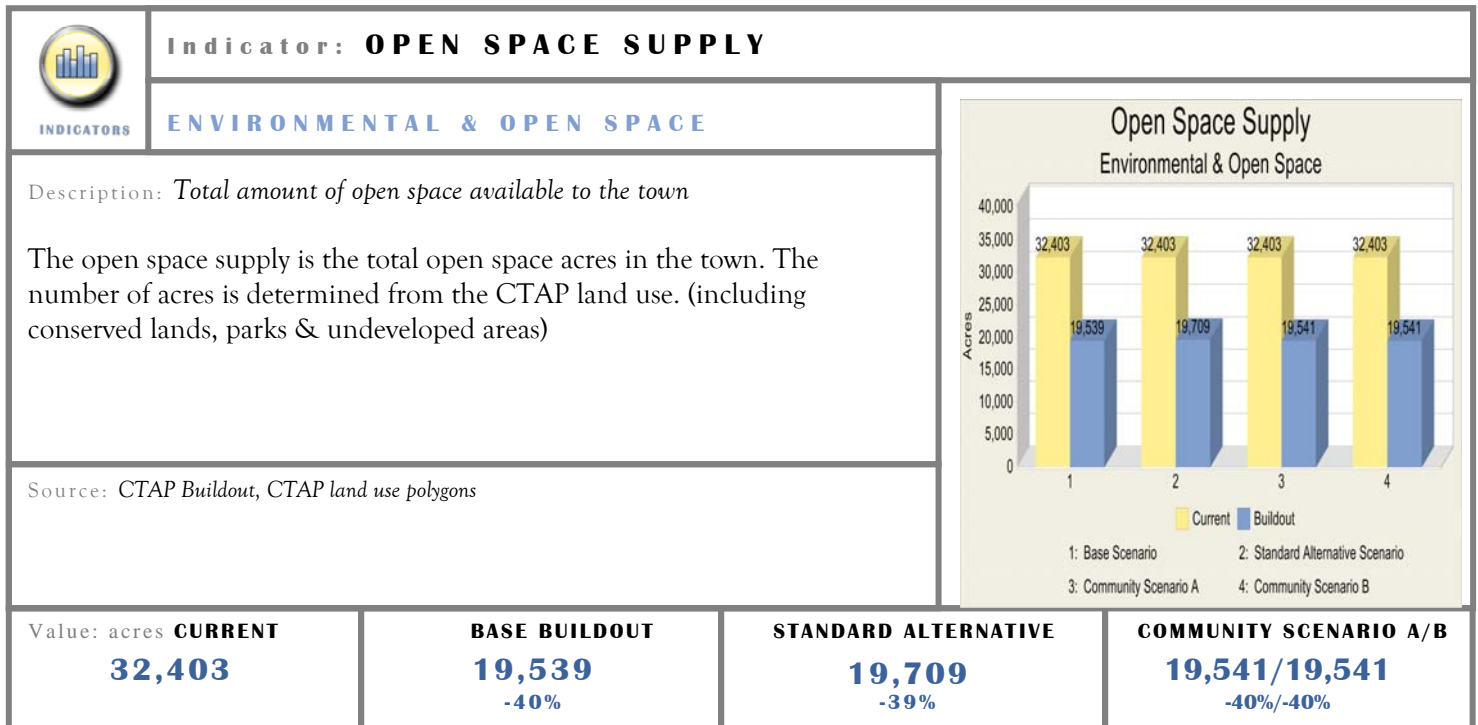 Indicator: OPEN SPACE SUPPLY
INDICATORS
ENVIRONMENTAL & OPEN SPACE
Description: Total amount of open space available to the town
The open space supply is the total open space acres in the town. The
number of acres is determined from the CTAP land use. (including
conserved lands, parks & undeveloped areas)
Source: CTAP Buildout, CTAP land use polygons
Open Space Supply
Environmental & Open Space
Acres
40,000
35,000
30,000
25,000
20,000
15,000
10,000
5,000
0
32,403 32,403 32,403 32,403
19,539 19,709 19,541 19,541
1 2 3 4
Current Buildout
1: Base Scenario 2: Standard Alternative Scenario
3: Community Scenario A 4: Community Scenario B
Value: acres CURRENT
32,403
BASE BUILDOUT
19,539
-40%
STANDARD ALTERNATIVE
19,709
-39%
COMMUNITY SCENARIO A/B
19,541/19,541
-40%/-40%